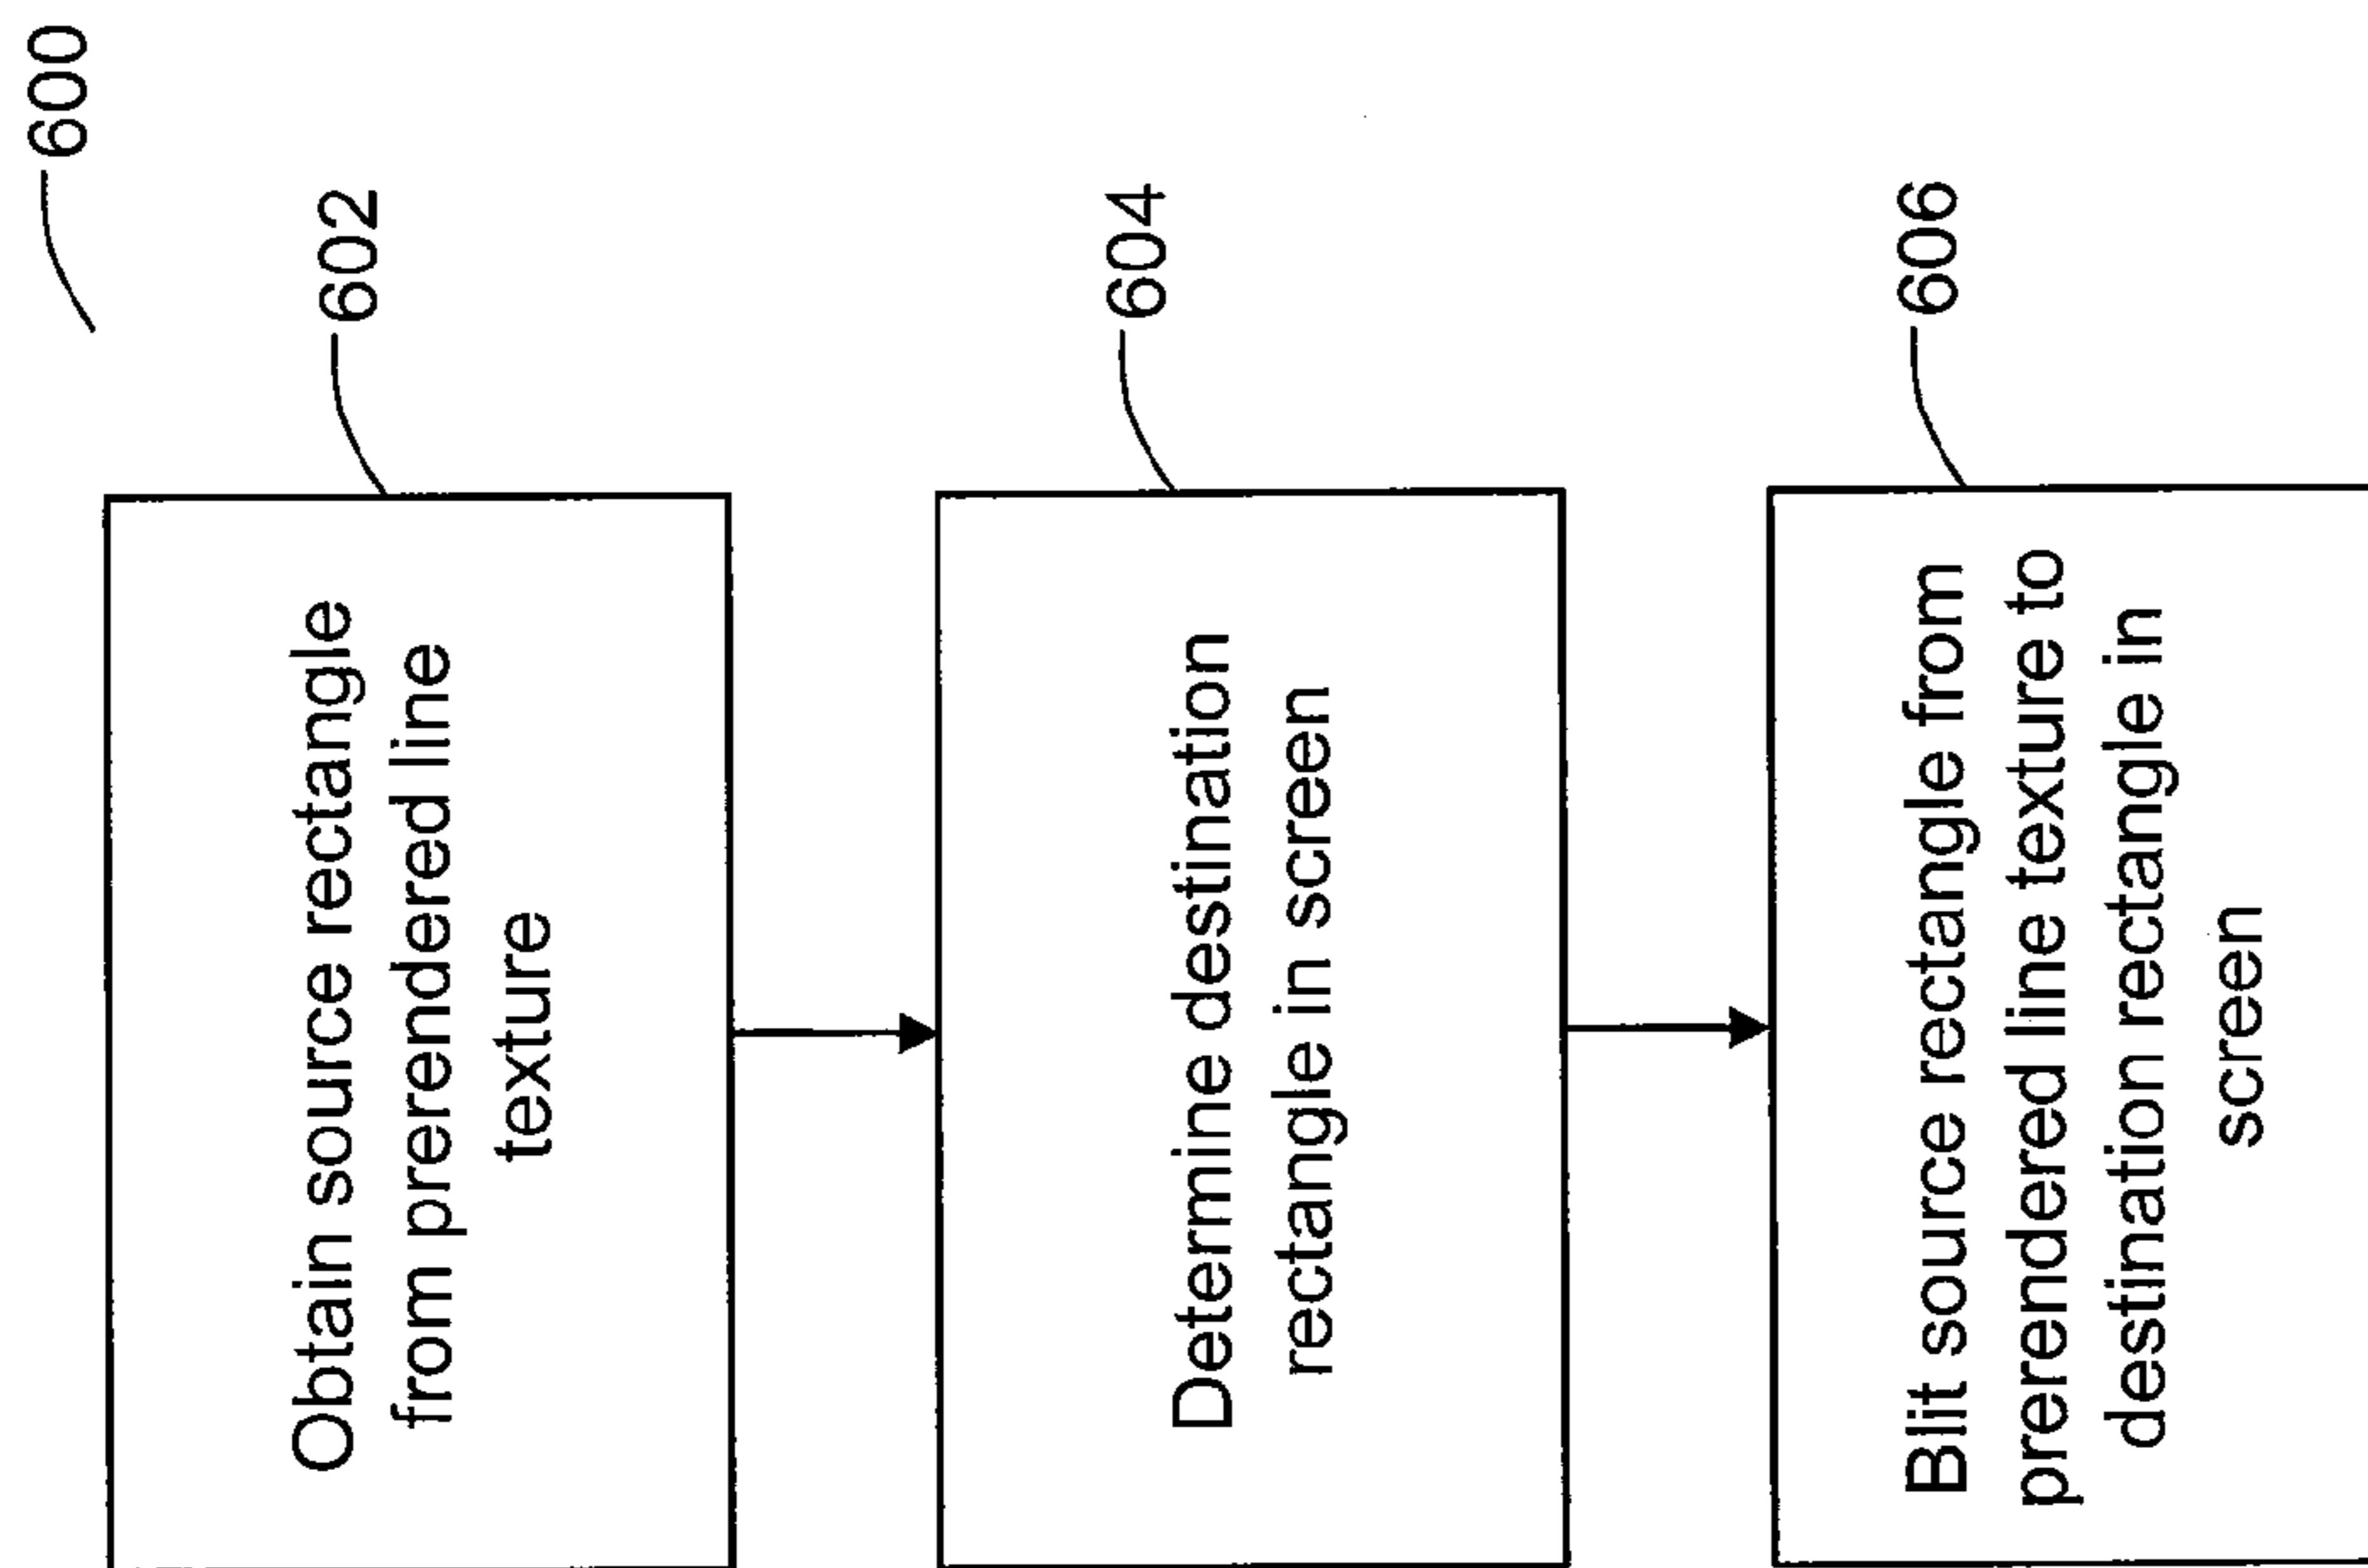 600
602
Obtain source rectangle
from prerendered line
texture
604
Determine destination
rectangle in screen
606
Blit source rectangle from
prerendered line texture to
destination rectangle in
screen